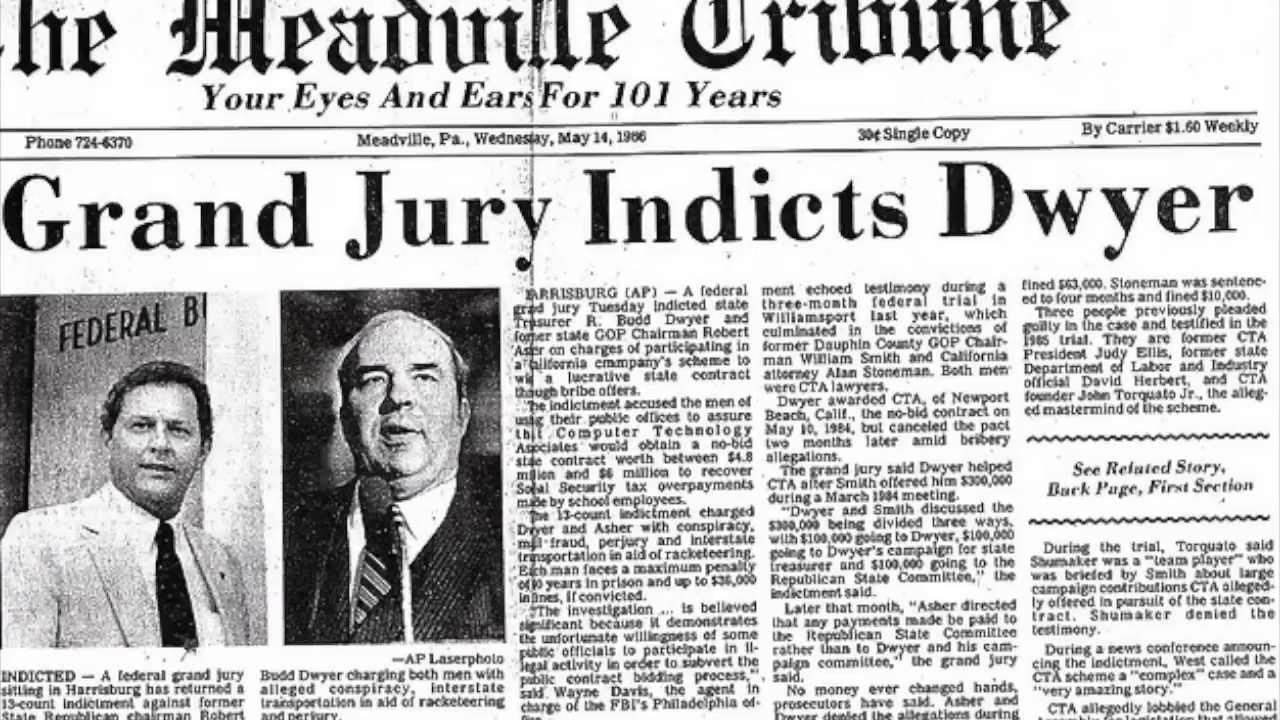 The Meadville Tribune
Your Eyes And Ears For 101 Years
Phone 724-6370
Meadville, Pa., Wednesday, May 14, 1986
30¢ Single Copy
By Carrier $1.60 Weekly
Grand Jury Indicts Dwyer
FEDERAL B
—AP Laserphoto
INDICTED — A federal grand jury
sitting in Harrisburg has returned a
13-count indictment against former
State Republican chairman Robert
Budd Dwyer charging both men with
alleged conspiracy, interstate
transportation in aid of racketeering
and perjury.
HARRISBURG (AP) — A federal
grand jury Tuesday indicted state
Treasurer R. Budd Dwyer and
former state GOP Chairman Robert
Asher on charges of participating in
a California company's scheme to
win a lucrative state contract
through bribe offers.
The indictment accused the men of
using their public offices to assure
that Computer Technology
Associates would obtain a no-bid
state contract worth between $4.8
million and $6 million to recover
Social Security tax overpayments
made by school employees.
The 13-count indictment charged
Dwyer and Asher with conspiracy,
mail fraud, perjury and interstate
transportation in aid of racketeering.
Each man faces a maximum penalty
of years in prison and up to
in fines, if convicted.
"The investigation ... is believed
significant because it demonstrates
the unfortunate willingness of some
public officials to participate in il-
legal activity in order to subvert the
public contract bidding process,"
said Wayne Davis, the agent in
charge of the FBI's Philadelphia of-
ment echoed testimony during a
three-month federal trial in
Williamsport last year, which
culminated in the convictions of
former Dauphin County GOP Chair-
man William Smith and California
attorney Alan Stoneman. Both men
were CTA lawyers.
Dwyer awarded CTA, of Newport
Beach, Calif., the no-bid contract on
May 10, 1984, but canceled the pact
two months later amid bribery
allegations.
The grand jury said Dwyer helped
CTA after Smith offered him $300,000
during a March 1984 meeting.
"Dwyer and Smith discussed the
$300,000 being divided three ways,
with $100,000 going to Dwyer, $100,000
going to Dwyer's campaign for state
treasurer and $100,000 going to the
Republican State Committee," the
indictment said.
Later that month, "Asher directed
that any payments made be paid to
the Republican State Committee
rather than to Dwyer and his cam-
paign committee," the grand jury
said.
No money ever changed hands,
prosecutors have said. Asher and
Dwyer denied the allegations during
fined $63,000. Stoneman was sentenc-
ed to four months and fined $10,000.
Three people previously pleaded
guilty in the case and testified in the
1985 trial. They are former CTA
President Judy Ellis, former state
Department of Labor and Industry
official David Herbert, and CTA
founder John Torquato Jr., the alleg-
ed mastermind of the scheme.
See Related Story,
Back Page, First Section
During the trial, Torquato said
Shumaker was a "team player" who
was briefed by Smith about large
campaign contributions CTA alleged-
ly offered in pursuit of the state con-
tract. Shumaker denied the
testimony.
During a news conference announ-
cing the indictment, West called the
CTA scheme a "complex" case and a
"very amazing story."
CTA allegedly lobbied the General